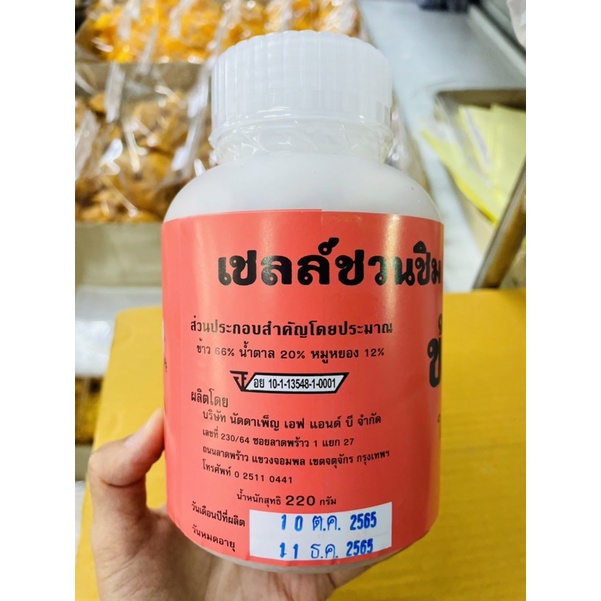 เชลล์ชวนชิม
ส่วนประกอบสำคัญโดยประมาณ
ข้าว 66% น้ำตาล 20% หมูหยอง 12%
อย 10-1-13548-1-0001
ผลิตโดย
บริษัท นัดดาเพ็ญ เอฟ แอนด์ บี จำกัด
เลขที่ 230/64 ซอยลาดพร้าว 1 แยก 27
ถนนลาดพร้าว แขวงจอมพล เขตจตุจักร กรุงเทพฯ
โทรศัพท์ 0 2511 0441
น้ำหนักสุทธิ 220 กรัม
วันเดือนปีที่ผลิต 10 ต.ค. 2565
วันหมดอายุ 11 ธ.ค. 2565